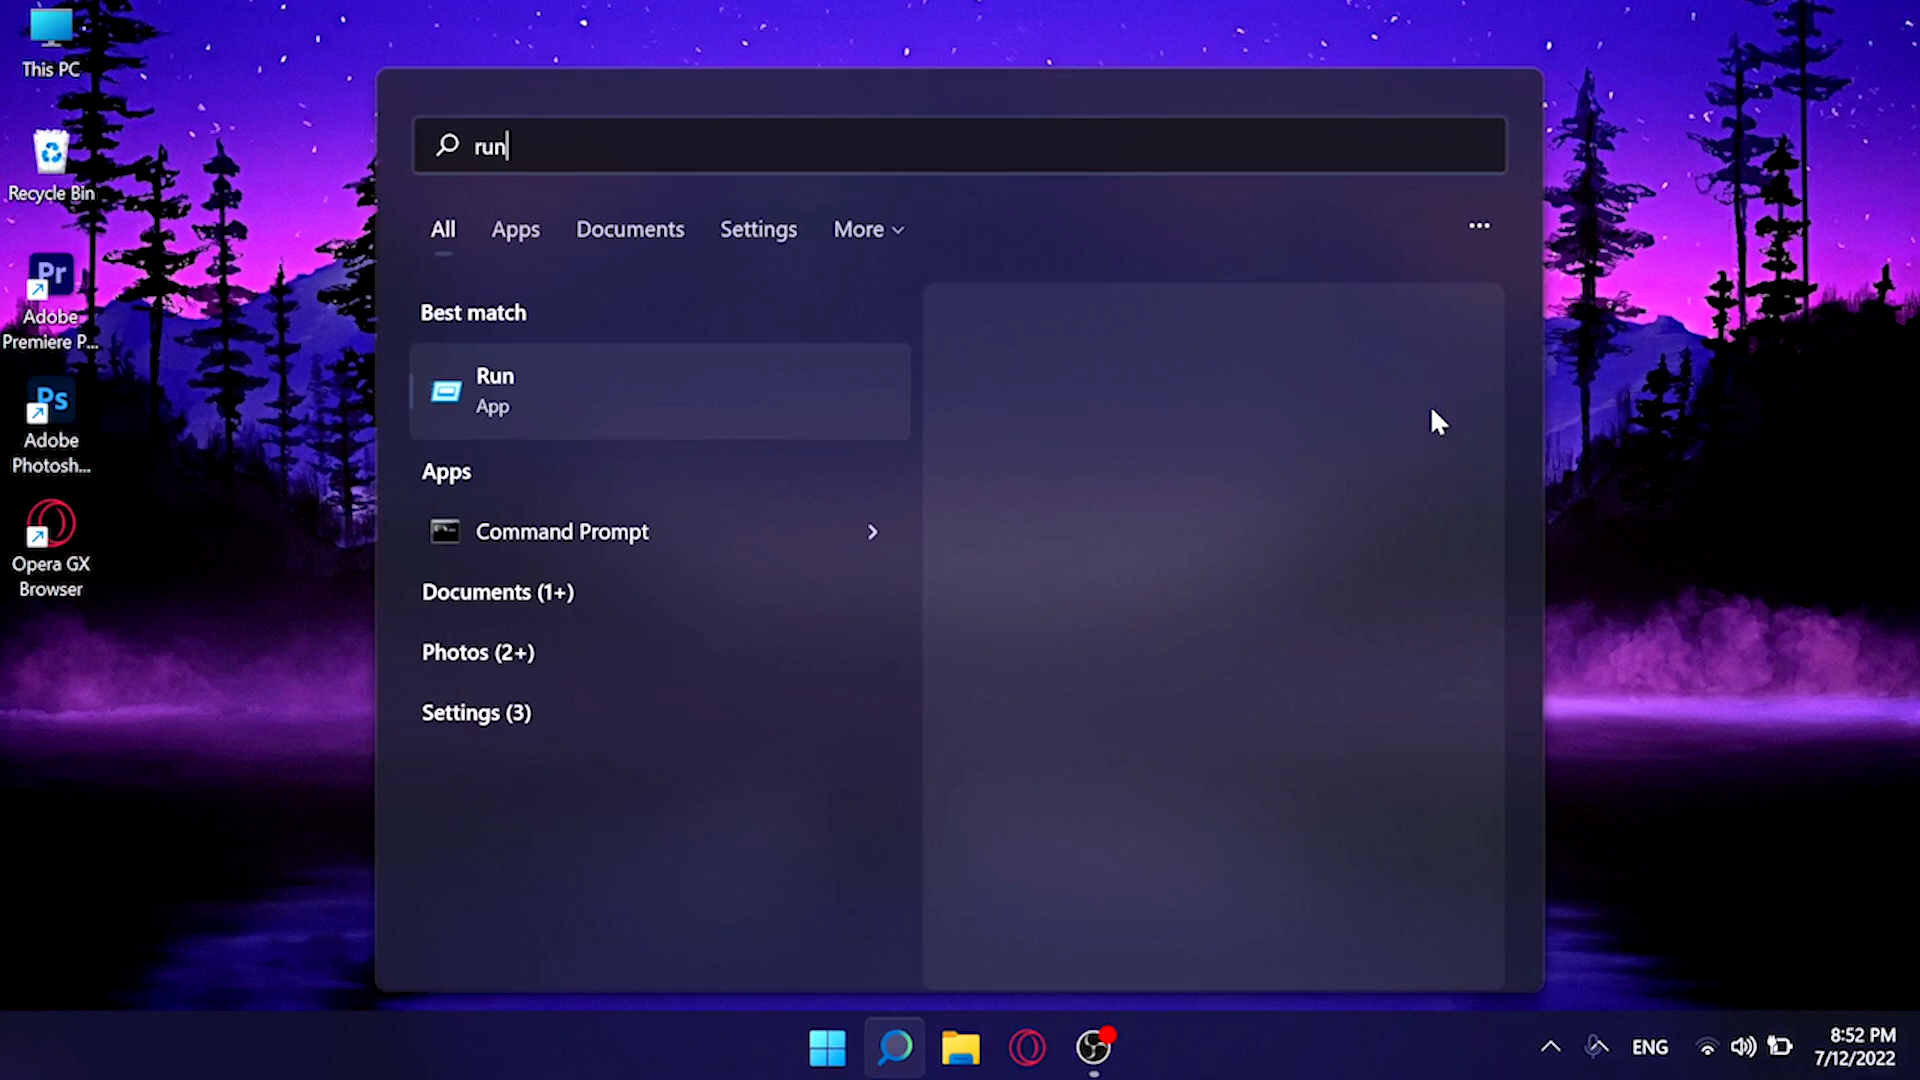 This PC
Recycle Bin
Pr
Adobe
Premiere P...
Ps
Adobe
Photosh...
Opera GX
Browser
run
All Apps Documents Settings More
Best match
Run
App
Apps
Command Prompt
Documents (1+)
Photos (2+)
Settings (3)
ENG
8:52 PM
7/12/2022